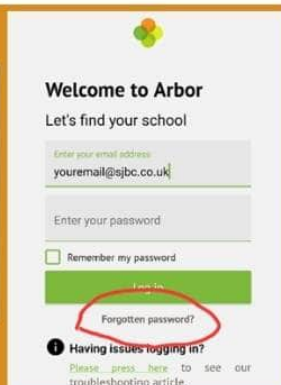 Welcome to Arbor
Let's find your school
Enter your email address
youremail@sjbc.co.uk
Enter your password
Remember my password
Log in
Forgotten password?
Having issues logging in?
Please press here to see our
troubleshooting article